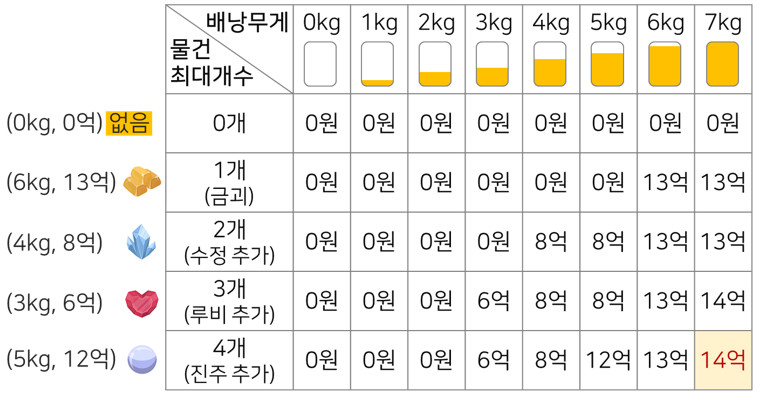 배낭무게 0kg 1kg 2kg 3kg 4kg 5kg 6kg 7kg
물건
최대개수
(0kg, 0억) 없음 0개 0원 0원 0원 0원 0원 0원 0원 0원
(6kg, 13억) 1개 0원 0원 0원 0원 0원 0원 13억 13억
(금괴)
(4kg, 8억) 2개 0원 0원 0원 0원 8억 8억 13억 13억
(수정 추가)
(3kg, 6억) 3개 0원 0원 0원 6억 8억 8억 13억 14억
(루비 추가)
(5kg, 12억) 4개 0원 0원 0원 6억 8억 12억 13억 14억
(진주 추가)